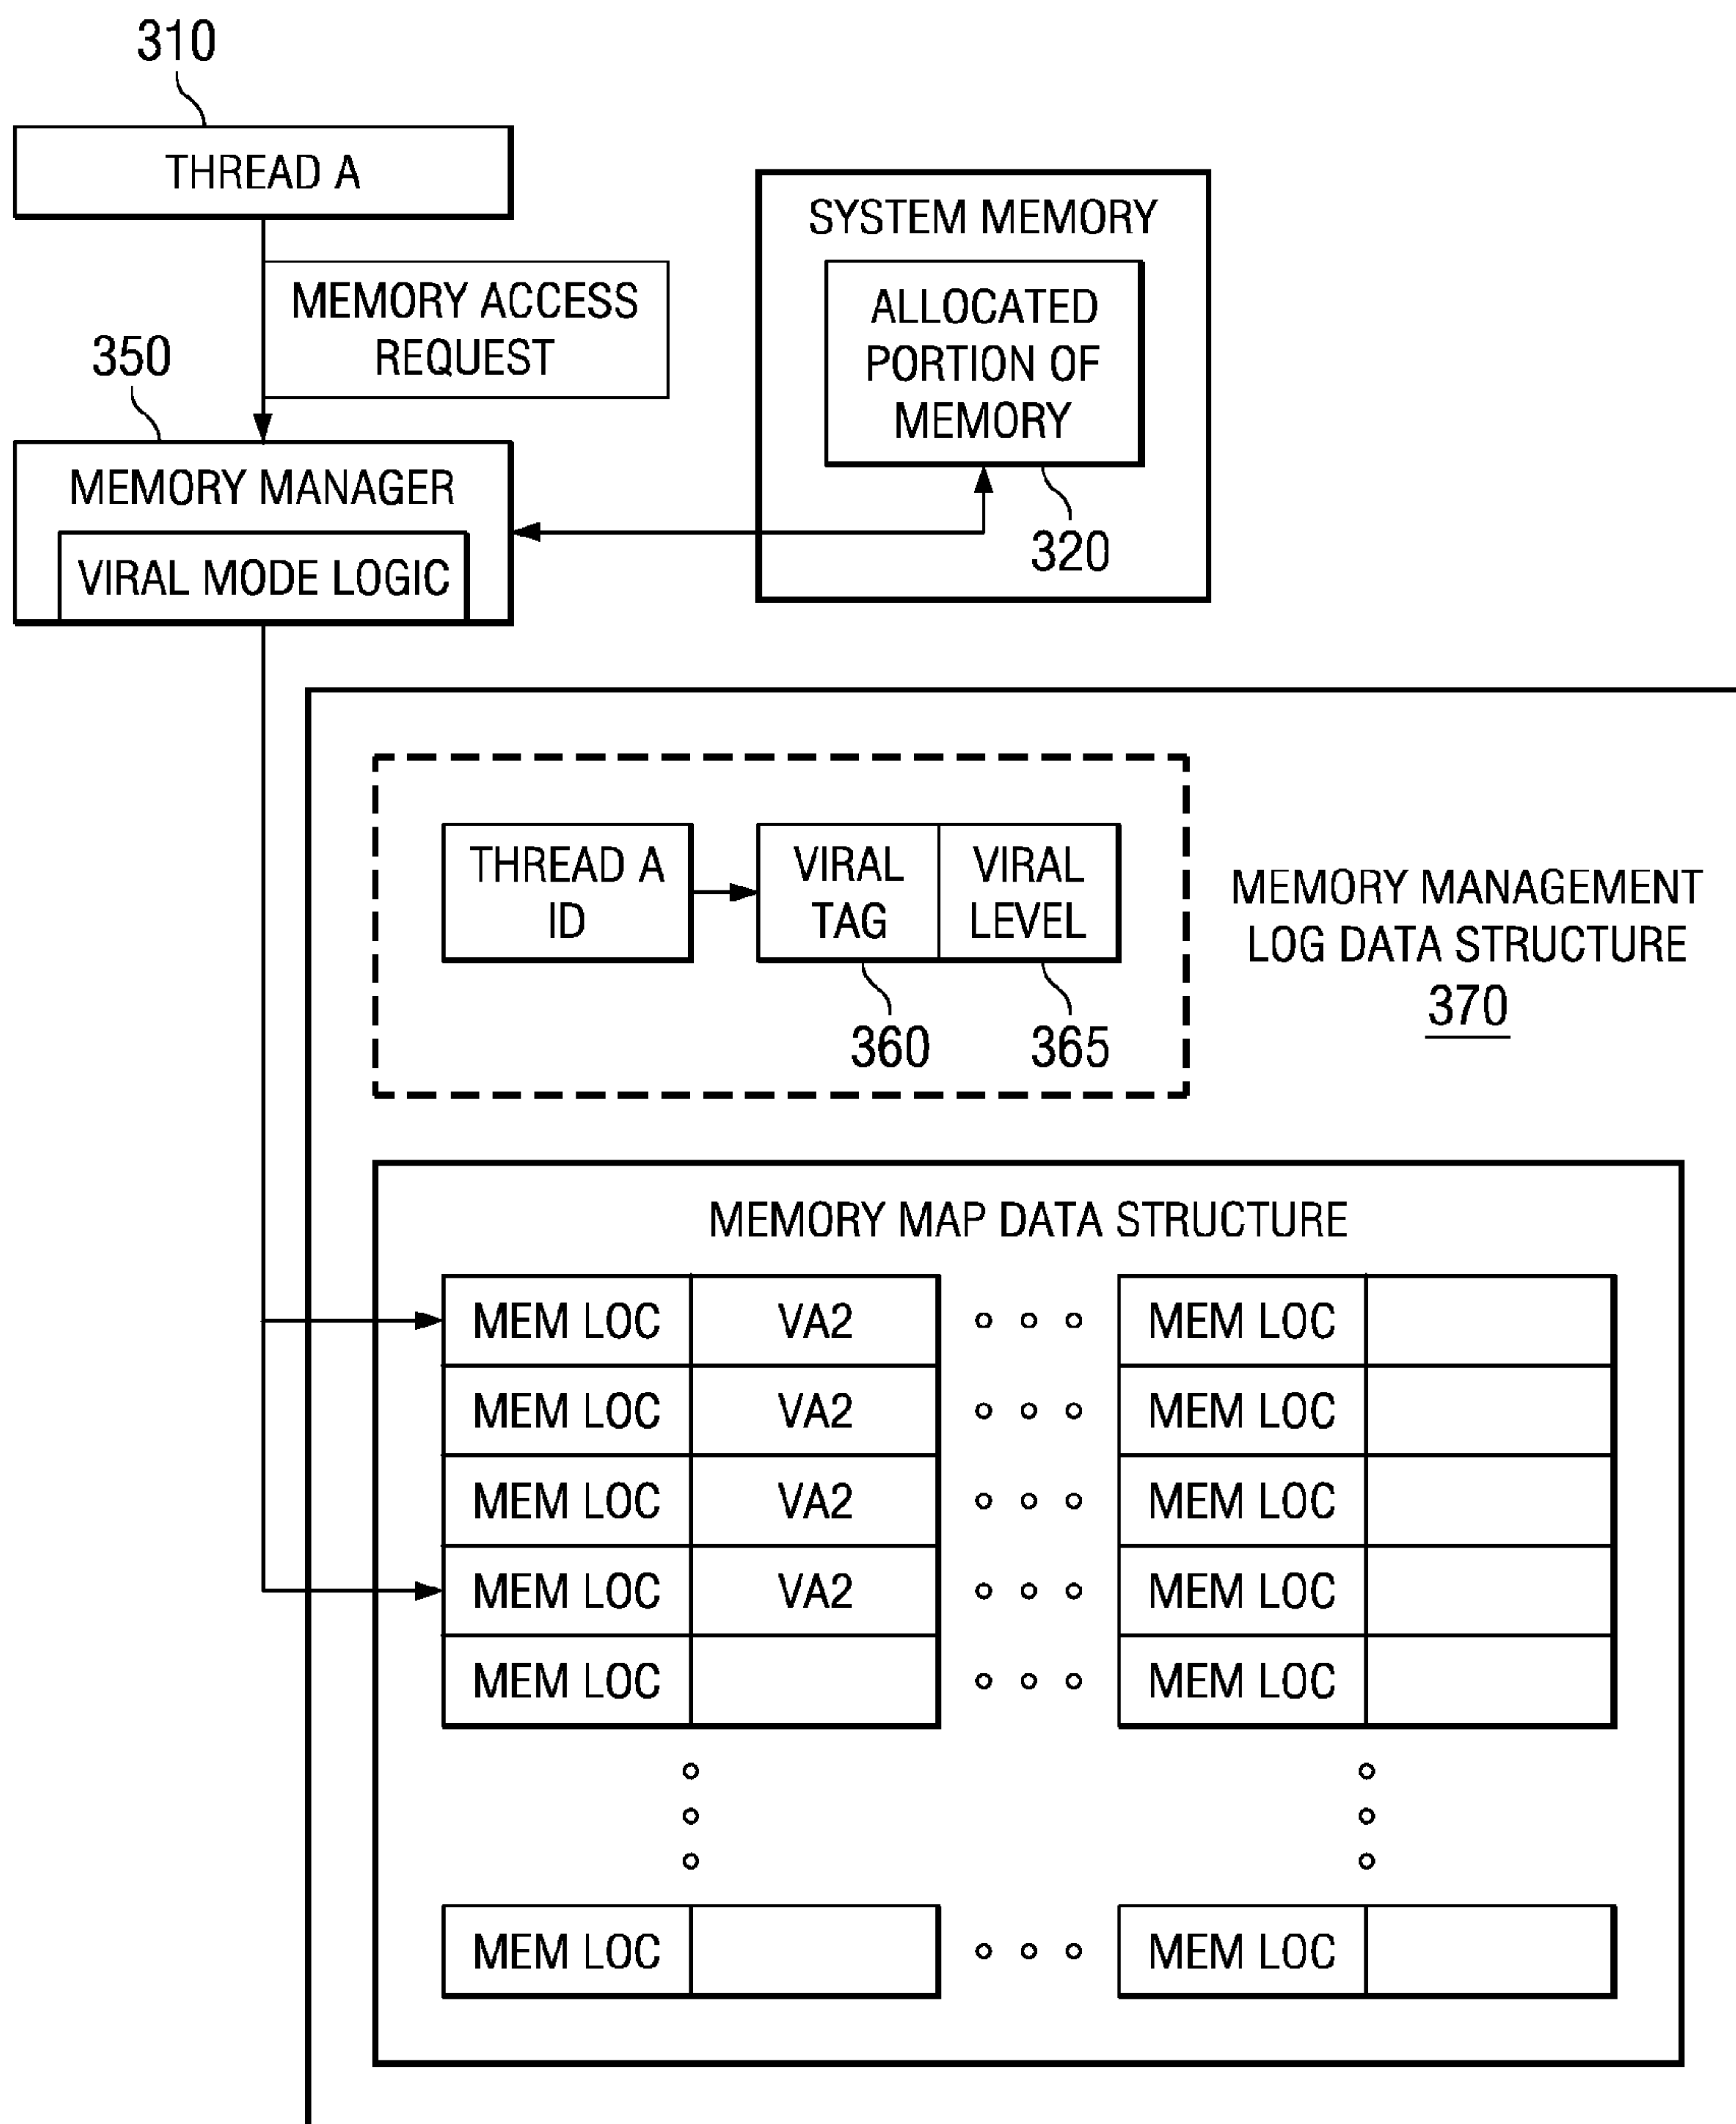 310
THREAD A
MEMORY ACCESS
REQUEST
350
MEMORY MANAGER
VIRAL MODE LOGIC
SYSTEM MEMORY
ALLOCATED
PORTION OF
MEMORY
320
THREAD A
ID
VIRAL
TAG
VIRAL
LEVEL
360
365
MEMORY MANAGEMENT
LOG DATA STRUCTURE
370
MEMORY MAP DATA STRUCTURE
MEM LOC VA2 MEM LOC
MEM LOC VA2 MEM LOC
MEM LOC VA2 MEM LOC
MEM LOC VA2 MEM LOC
MEM LOC MEM LOC
MEM LOC MEM LOC